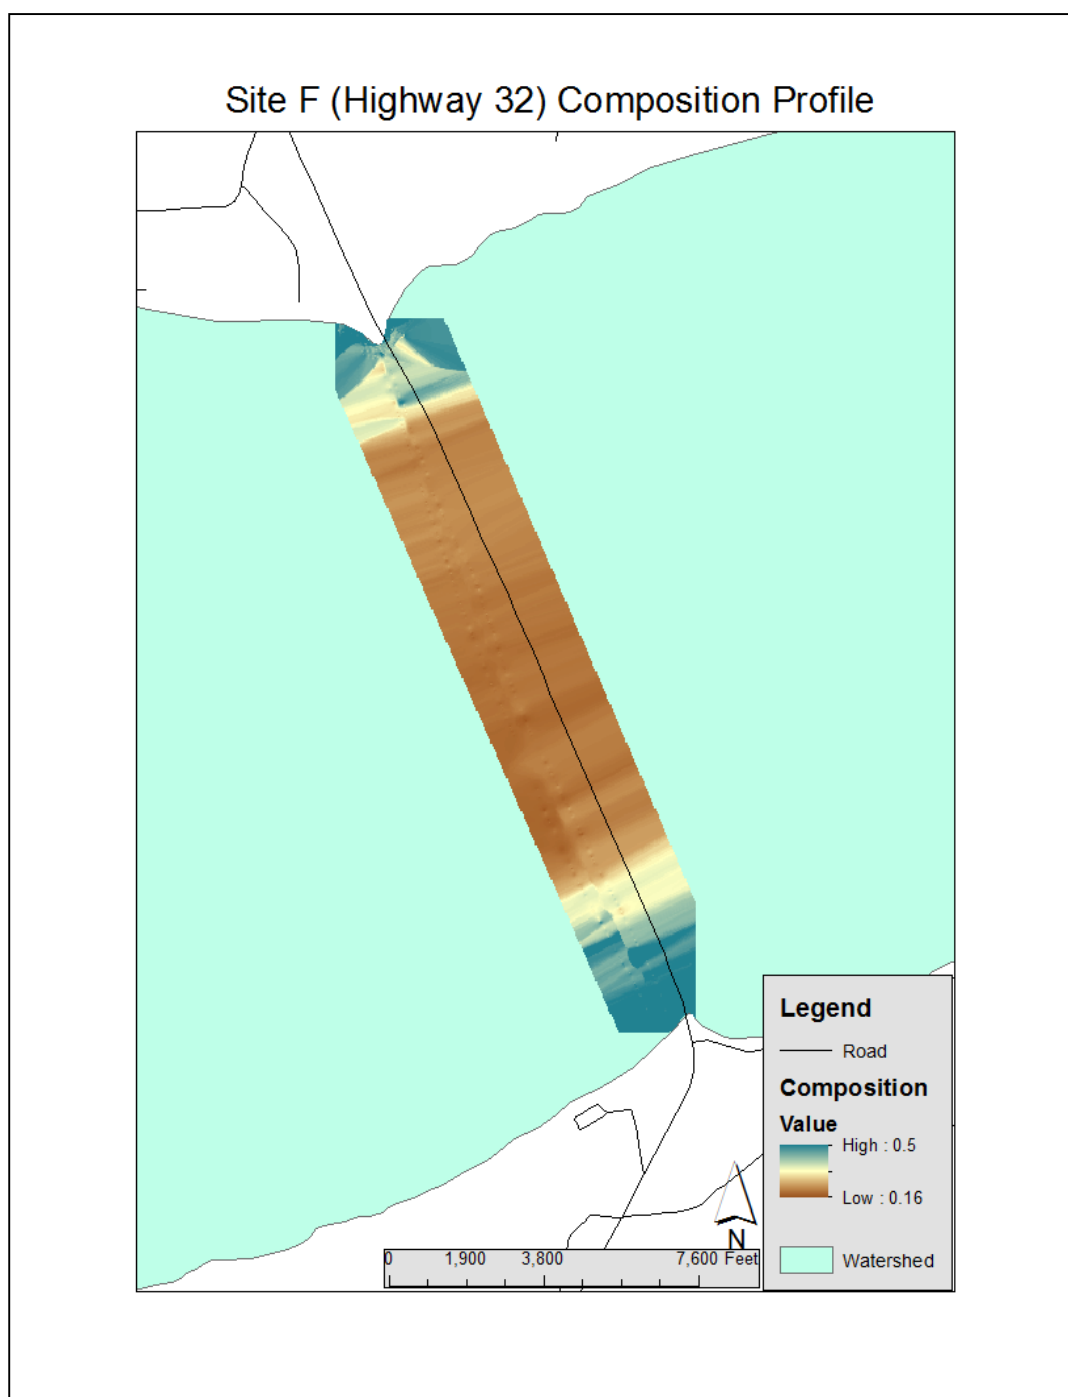 Site F (Highway 32) Composition Profile
Legend
Road
Composition
Value
High : 0.5
Low : 0.16
Watershed
N
0 1,900 3,800 7,600 Feet